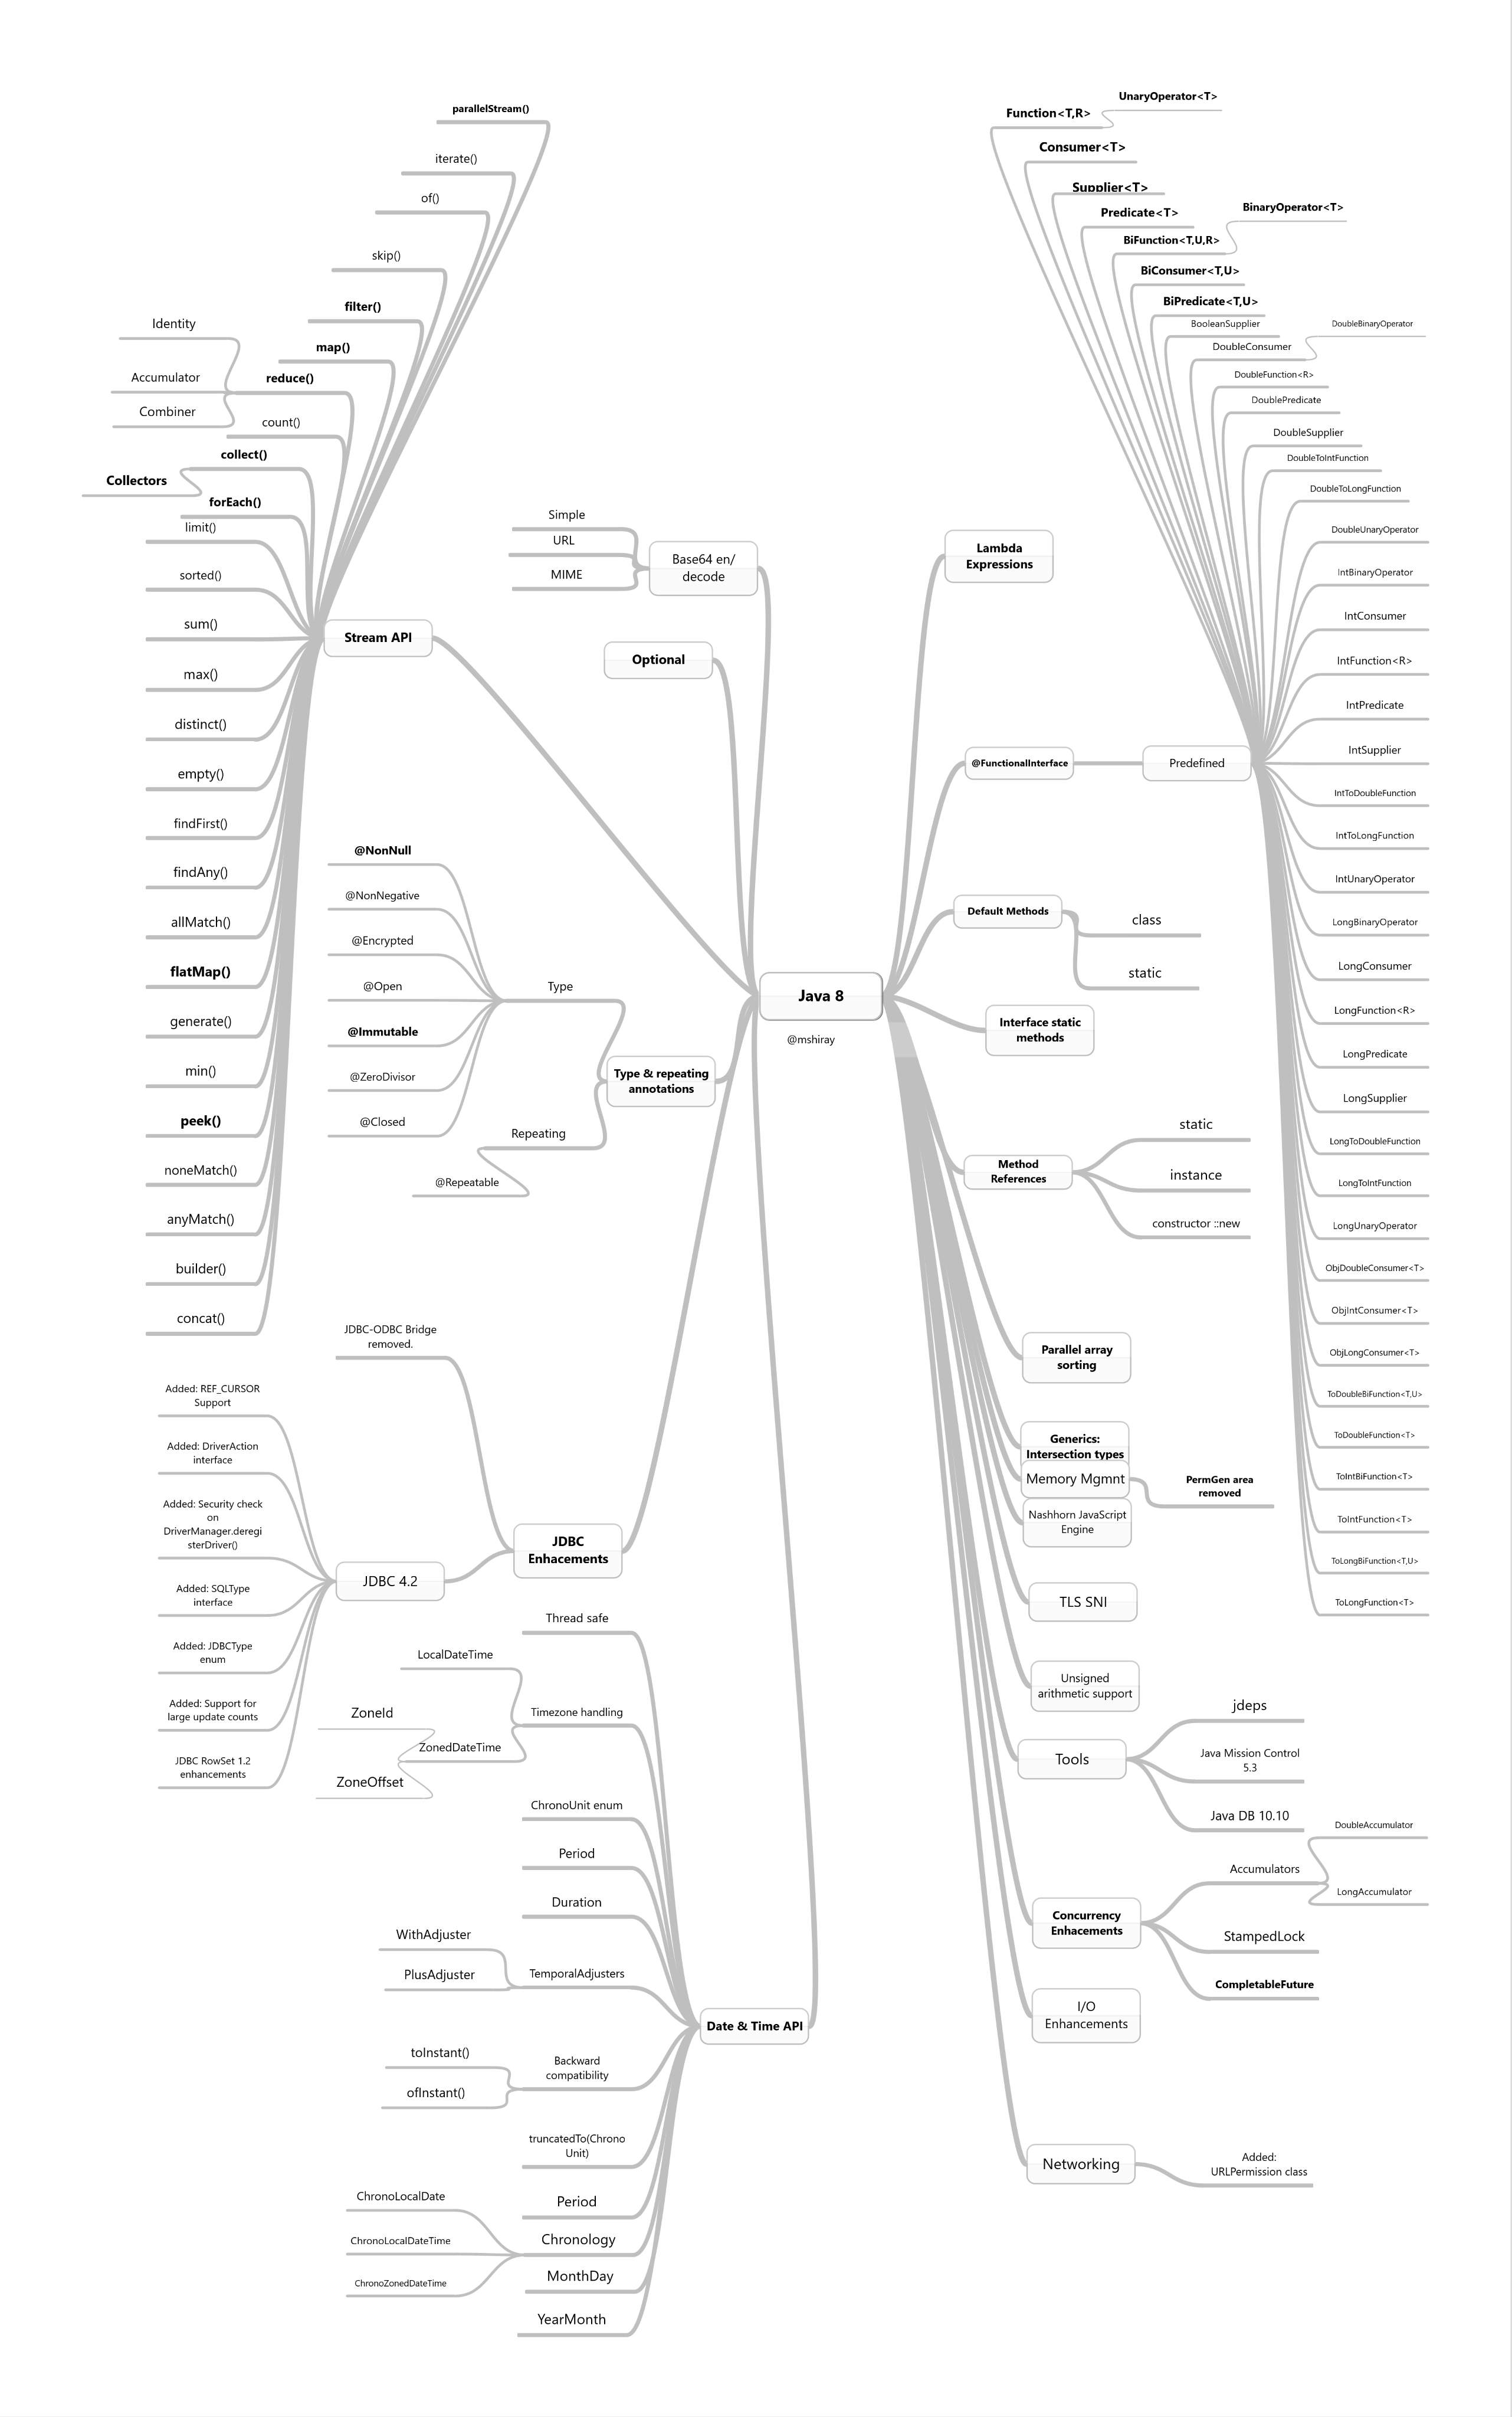 Java 8
@mshiray
Stream API
parallelStream()
iterate()
of()
skip()
filter()
map()
reduce()
Identity
Accumulator
Combiner
count()
collect()
Collectors
forEach()
limit()
sorted()
sum()
max()
distinct()
empty()
findFirst()
findAny()
allMatch()
flatMap()
generate()
min()
peek()
noneMatch()
anyMatch()
builder()
concat()
Base64 en/
decode
Simple
URL
MIME
Optional
Type & repeating
annotations
Type
@NonNull
@NonNegative
@Encrypted
@Open
@Immutable
@ZeroDivisor
@Closed
Repeating
@Repeatable
JDBC
Enhacements
JDBC-ODBC Bridge
removed.
JDBC 4.2
Added: REF_CURSOR
Support
Added: DriverAction
interface
Added: Security check
on
DriverManager.deregi
sterDriver()
Added: SQLType
interface
Added: JDBCType
enum
Added: Support for
large update counts
JDBC RowSet 1.2
enhancements
Date & Time API
Thread safe
Timezone handling
LocalDateTime
ZonedDateTime
ZoneId
ZoneOffset
ChronoUnit enum
Period
Duration
TemporalAdjusters
WithAdjuster
PlusAdjuster
Backward
compatibility
toInstant()
ofInstant()
truncatedTo(Chrono
Unit)
Period
Chronology
ChronoLocalDate
ChronoLocalDateTime
ChronoZonedDateTime
MonthDay
YearMonth
Lambda
Expressions
@FunctionalInterface
Predefined
Function<T,R>
UnaryOperator<T>
Consumer<T>
Supplier<T>
Predicate<T>
BiFunction<T,U,R>
BinaryOperator<T>
BiConsumer<T,U>
BiPredicate<T,U>
BooleanSupplier
DoubleConsumer
DoubleBinaryOperator
DoubleFunction<R>
DoublePredicate
DoubleSupplier
DoubleToIntFunction
DoubleToLongFunction
DoubleUnaryOperator
IntBinaryOperator
IntConsumer
IntFunction<R>
IntPredicate
IntSupplier
IntToDoubleFunction
IntToLongFunction
IntUnaryOperator
LongBinaryOperator
LongConsumer
LongFunction<R>
LongPredicate
LongSupplier
LongToDoubleFunction
LongToIntFunction
LongUnaryOperator
ObjDoubleConsumer<T>
ObjIntConsumer<T>
ObjLongConsumer<T>
ToDoubleBiFunction<T,U>
ToDoubleFunction<T>
ToIntBiFunction<T>
ToIntFunction<T>
ToLongBiFunction<T,U>
ToLongFunction<T>
Default Methods
class
static
Interface static
methods
Method
References
static
instance
constructor ::new
Parallel array
sorting
Generics:
Intersection types
Memory Mgmnt
PermGen area
removed
Nashhorn JavaScript
Engine
TLS SNI
Unsigned
arithmetic support
Tools
jdeps
Java Mission Control
5.3
Java DB 10.10
Concurrency
Enhacements
Accumulators
DoubleAccumulator
LongAccumulator
StampedLock
CompletableFuture
I/O
Enhancements
Networking
Added:
URLPermission class